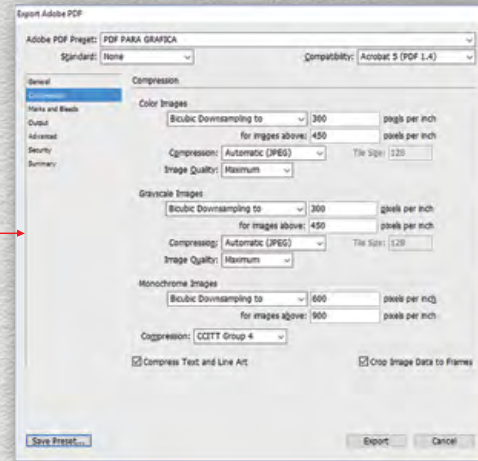 Export Adobe PDF
Adobe PDF Preset: PDF PARA GRAFICA
Standard: None Compatibility: Acrobat 5 (PDF 1.4)
General
Compression
Marks and Bleeds
Output
Advanced
Security
Summary
Compression
Color Images
Bicubic Downsampling to 300 pixels per inch
for images above: 450 pixels per inch
Compression: Automatic (JPEG) Tile Size: 128
Image Quality: Maximum
Grayscale Images
Bicubic Downsampling to 300 pixels per inch
for images above: 450 pixels per inch
Compression: Automatic (JPEG) Tile Size: 128
Image Quality: Maximum
Monochrome Images
Bicubic Downsampling to 600 pixels per inch
for images above: 900 pixels per inch
Compression: CCITT Group 4
Compress Text and Line Art Crop Image Data to Frames
Save Preset... Export Cancel